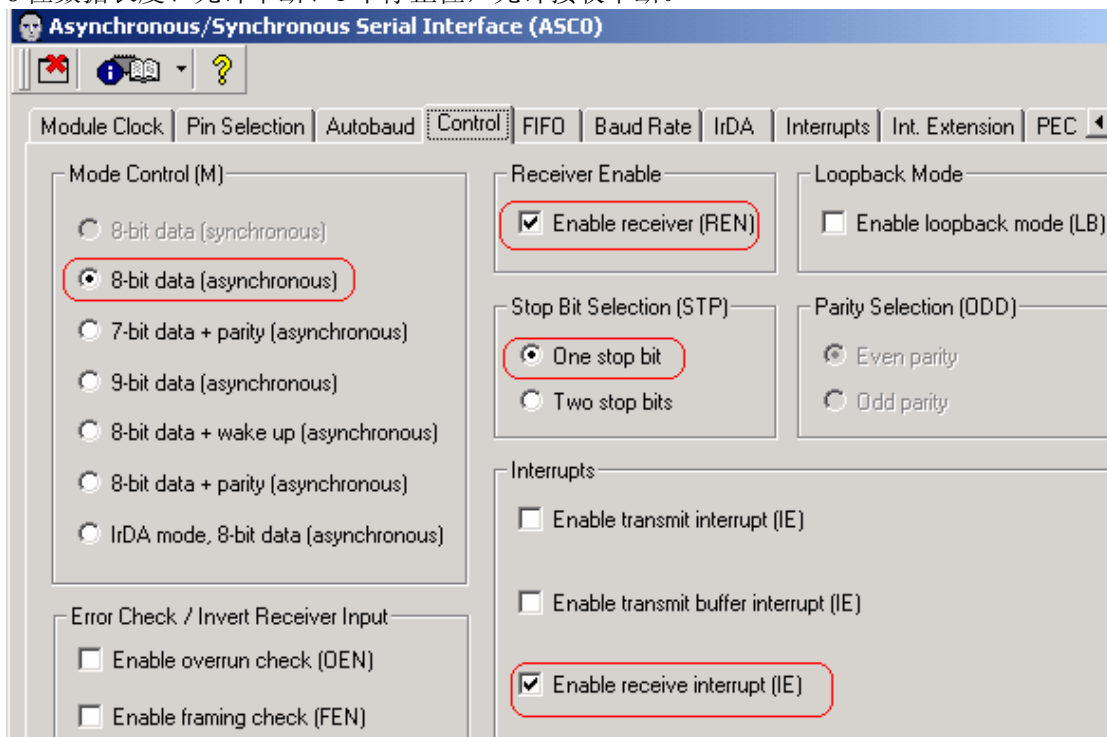 Asynchronous/Synchronous Serial Interface (ASC0)
Module Clock Pin Selection Autobaud Control FIFO Baud Rate IrDA Interrupts Int. Extension PEC
Mode Control (M)
8-bit data (synchronous)
8-bit data (asynchronous)
7-bit data + parity (asynchronous)
9-bit data (asynchronous)
8-bit data + wake up (asynchronous)
8-bit data + parity (asynchronous)
IrDA mode, 8-bit data (asynchronous)
Error Check / Invert Receiver Input
Enable overrun check (OEN)
Enable framing check (FEN)
Receiver Enable
Enable receiver (REN)
Loopback Mode
Enable loopback mode (LB)
Stop Bit Selection (STP)
One stop bit
Two stop bits
Parity Selection (ODD)
Even parity
Odd parity
Interrupts
Enable transmit interrupt (IE)
Enable transmit buffer interrupt (IE)
Enable receive interrupt (IE)